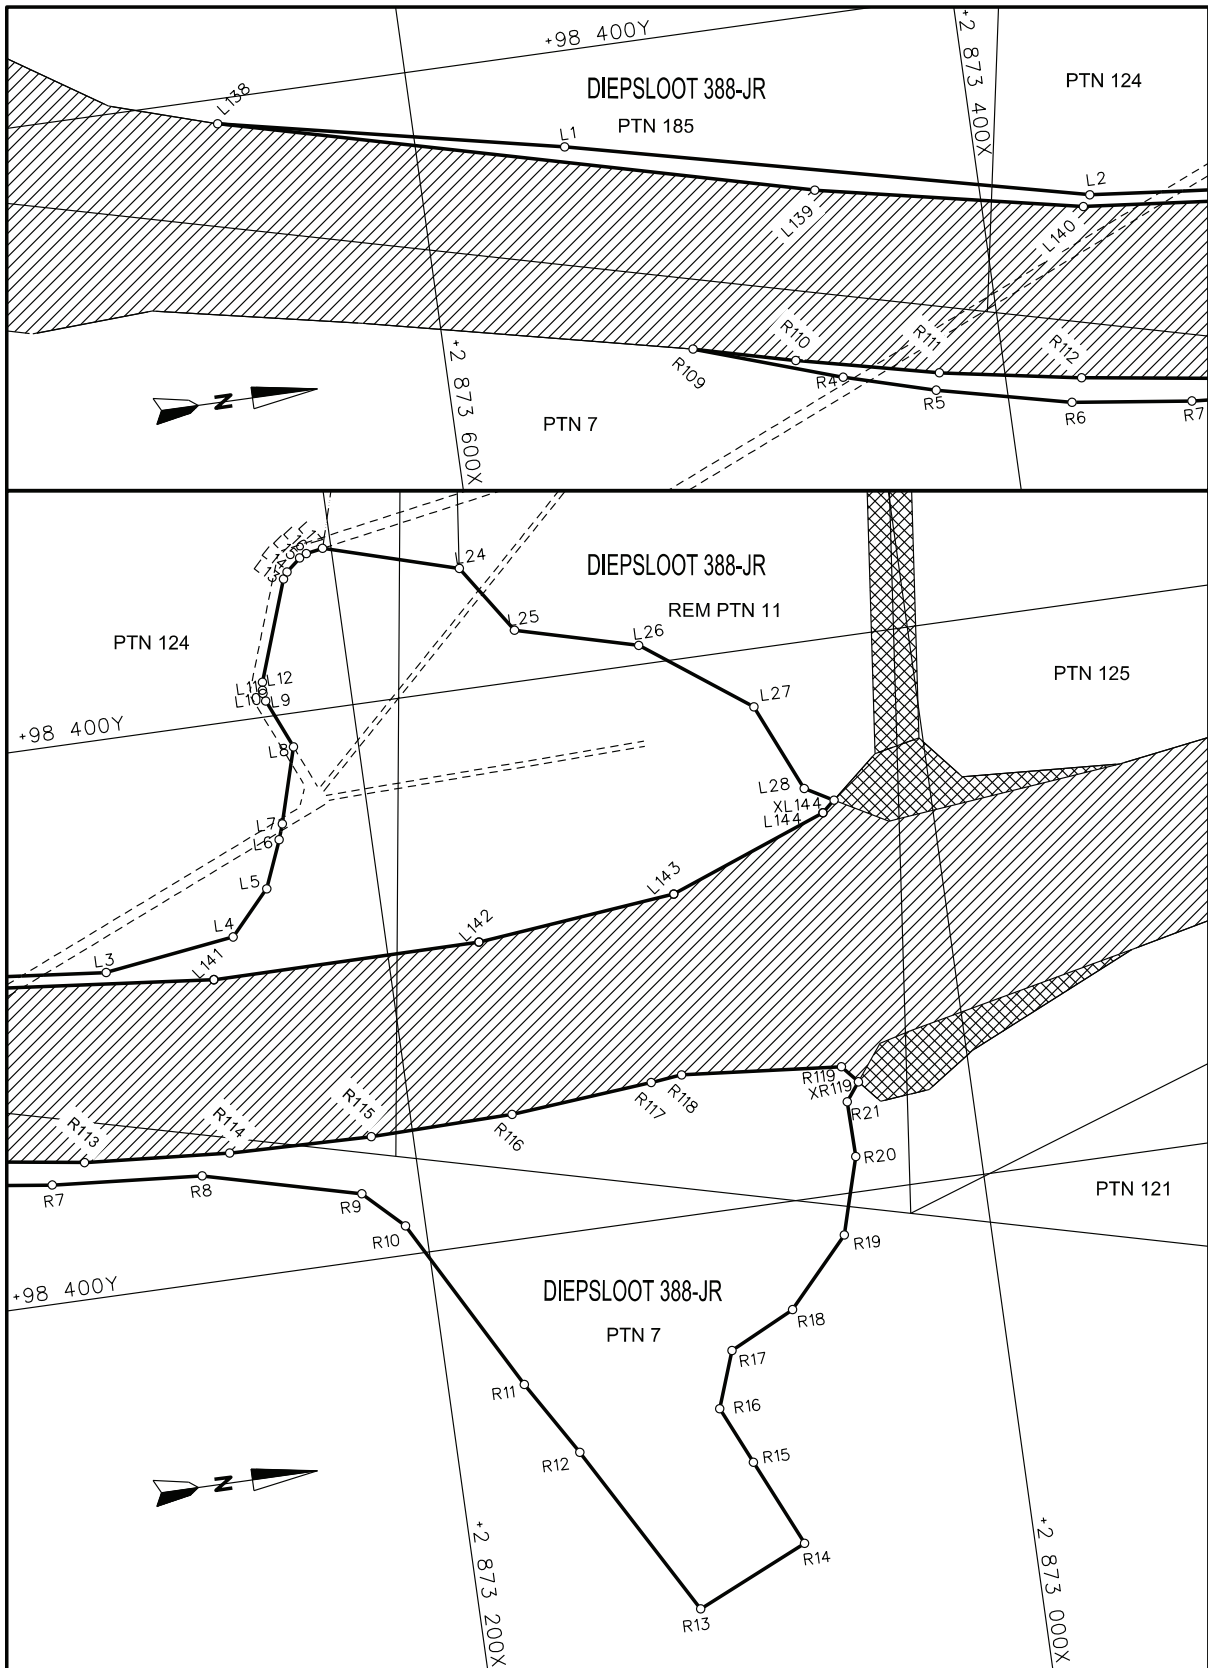 +98 400Y
+2 873 400X
DIEPSLOOT 388-JR
PTN 124
L138
PTN 185
L1
L2
L139
L140
R109
R110
R111
R112
R4
R5
R6
R7
+2 873 600X
N
PTN 7
L24
DIEPSLOOT 388-JR
L25
REM PTN 11
L26
PTN 124
PTN 125
L12
L10
L9
L27
+98 400Y
L8
L28
XL144
L144
L7
L6
L5
L143
L4
L142
L3
L141
R119
XR119
R118
R117
R21
R116
R115
R114
R113
R20
R7
R8
R9
PTN 121
R10
R19
+98 400Y
DIEPSLOOT 388-JR
R18
PTN 7
R17
R11
R16
R12
R15
N
+2 873 200X
+2 873 000X
R14
R13